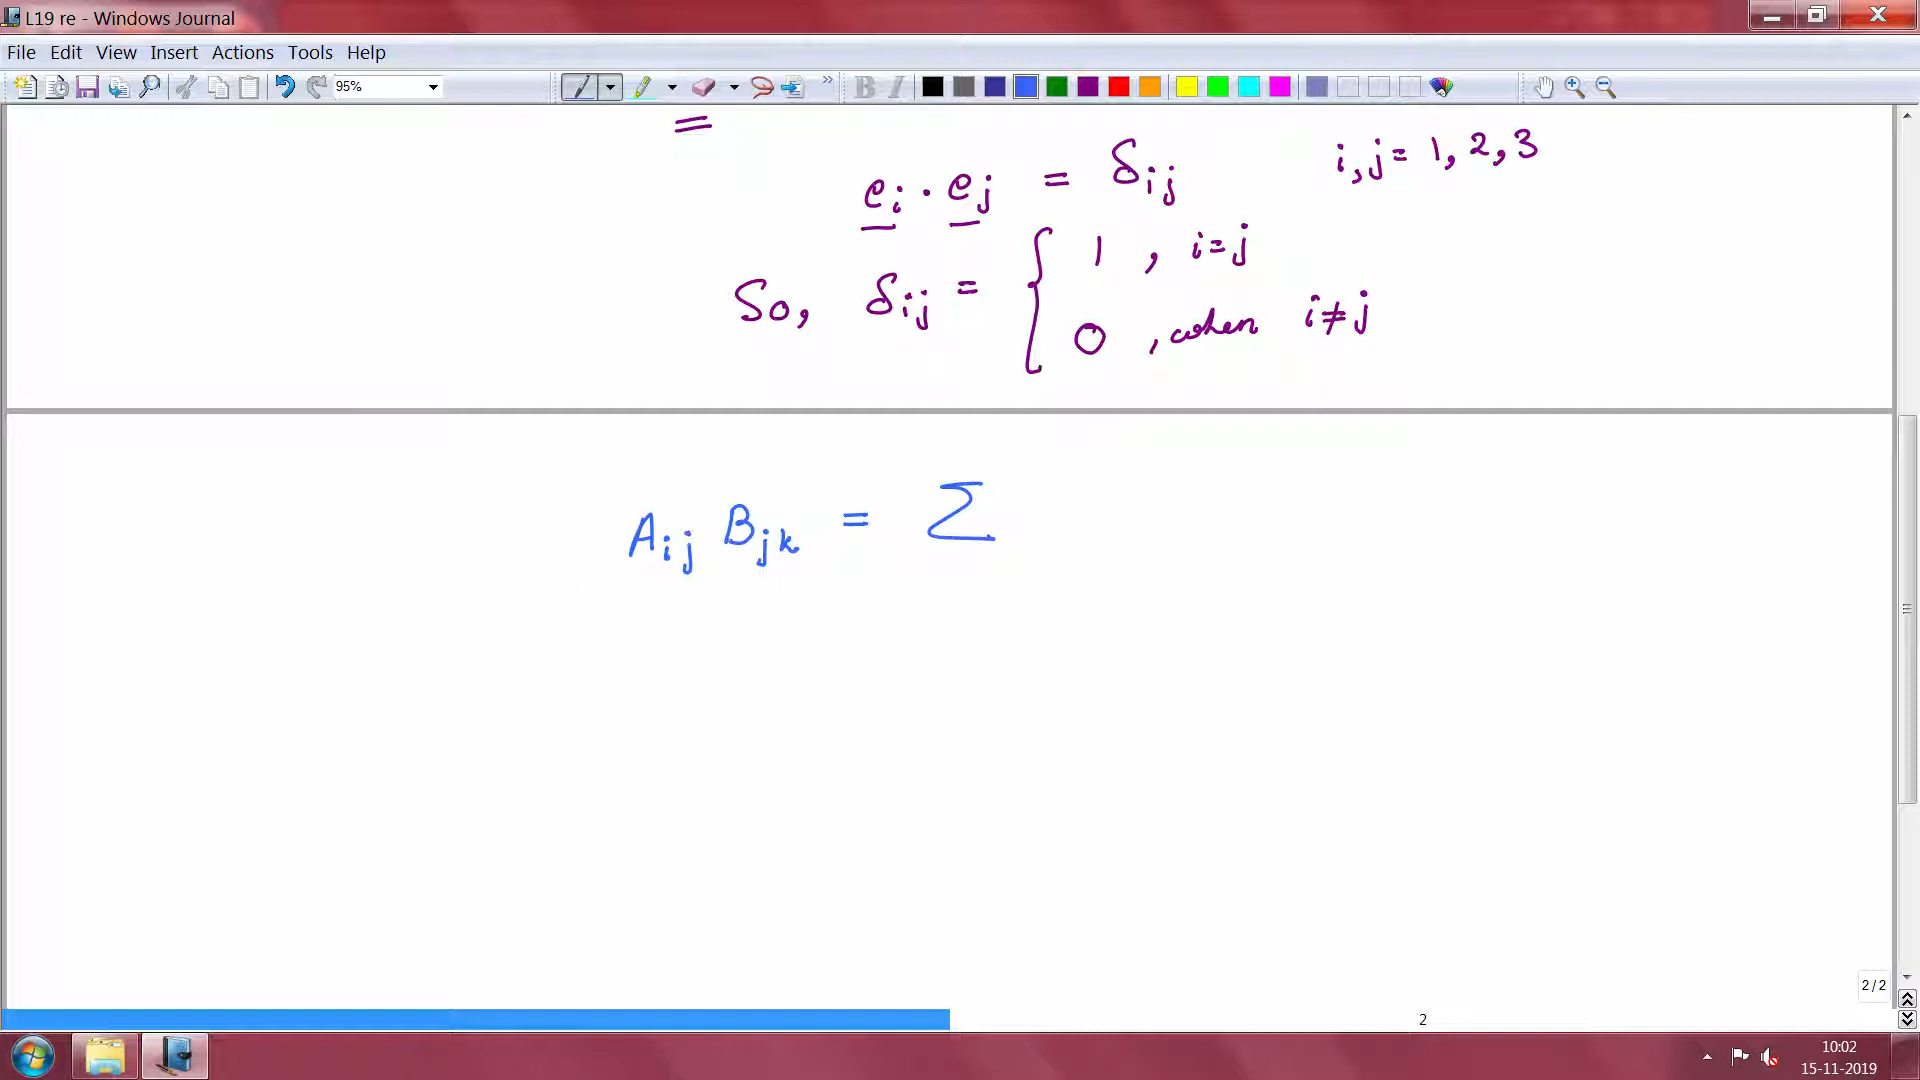 L19 re - Windows Journal
File Edit View Insert Actions Tools Help
95%
=
e_i · e_j = δ_ij   i,j = 1, 2, 3
So, δ_ij = { 1 , i=j
0 , when i≠j
A_ij B_jk = Σ
2 / 2
2
10:02
15-11-2019